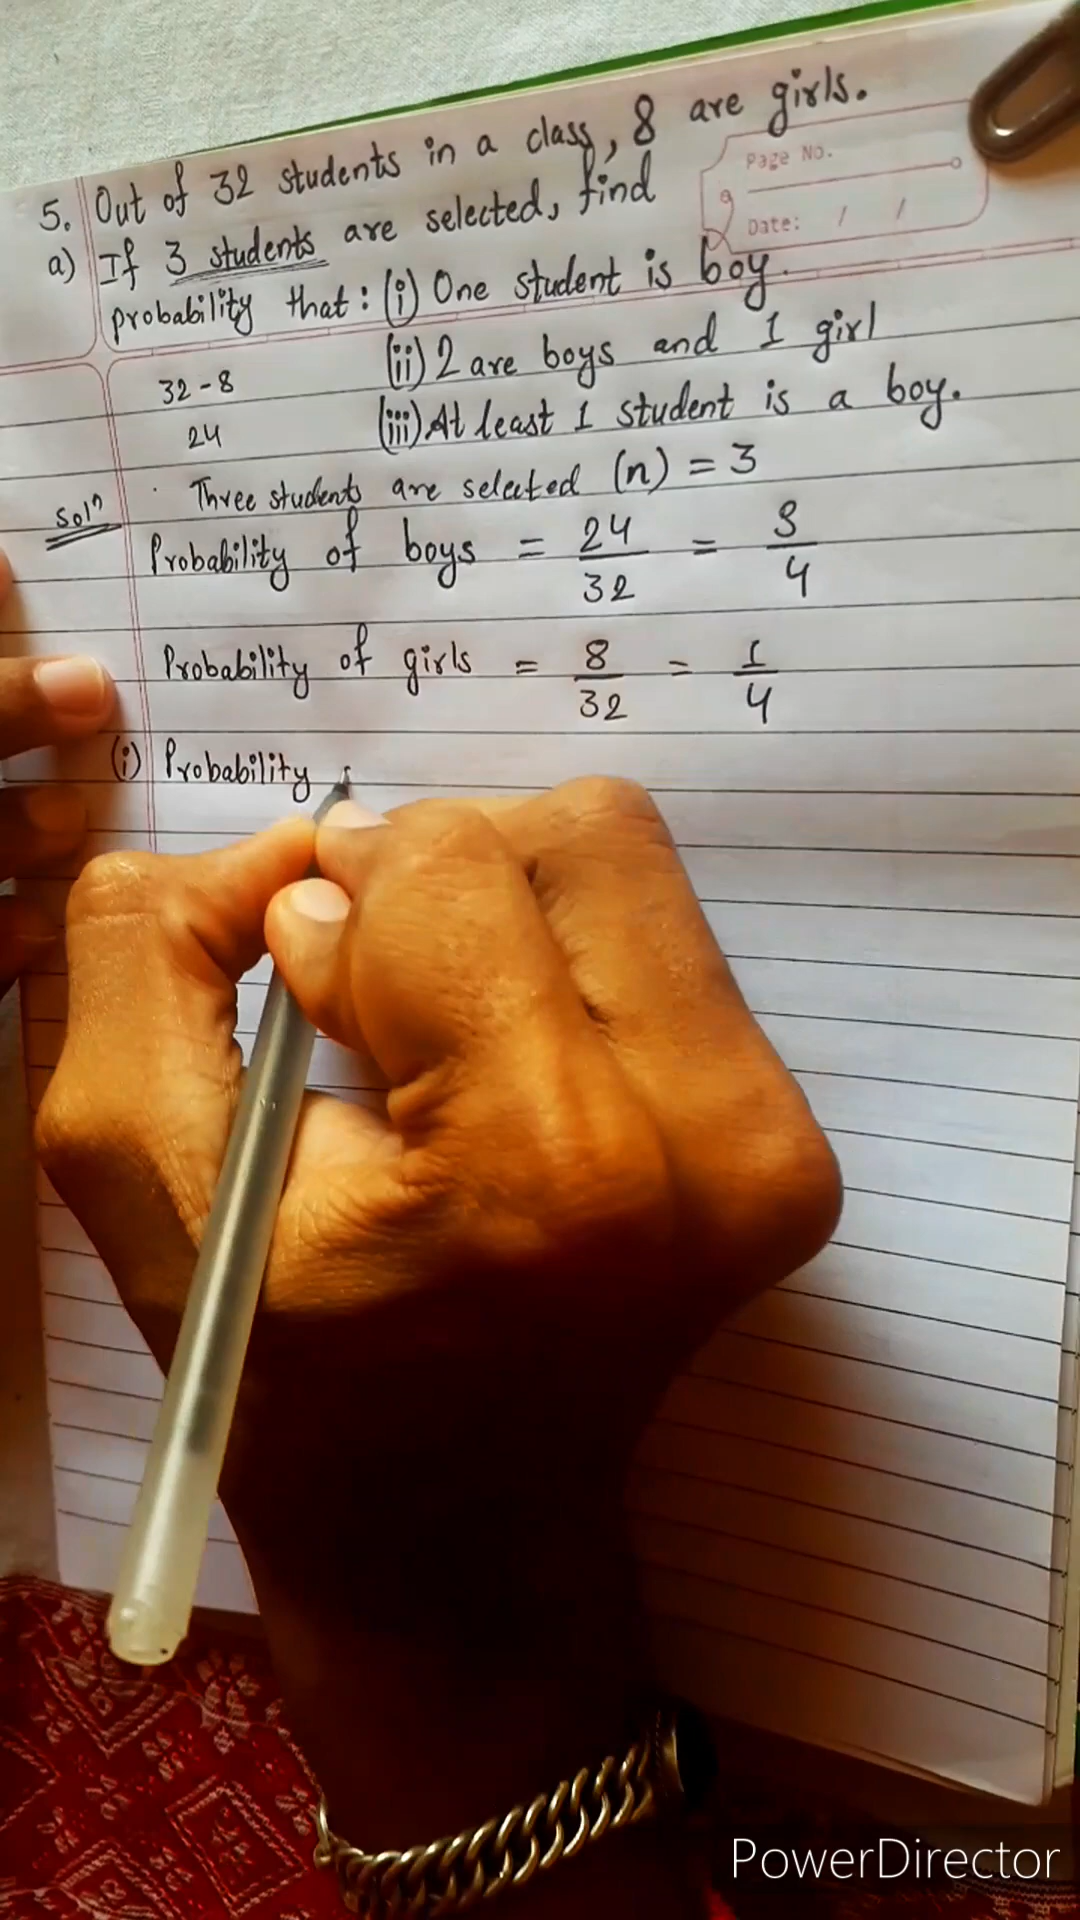 5. Out of 32 students in a class, 8 are girls.
Page No.
Date: / /
a) If 3 students are selected, find
probability that : (i) One student is boy.
(ii) 2 are boys and 1 girl
32 - 8
(iii) At least 1 student is a boy.
24
Three students are selected (n) = 3
Solⁿ
Probability of boys = 24/32 = 3/4
Probability of girls = 8/32 = 1/4
(i) Probability
PowerDirector